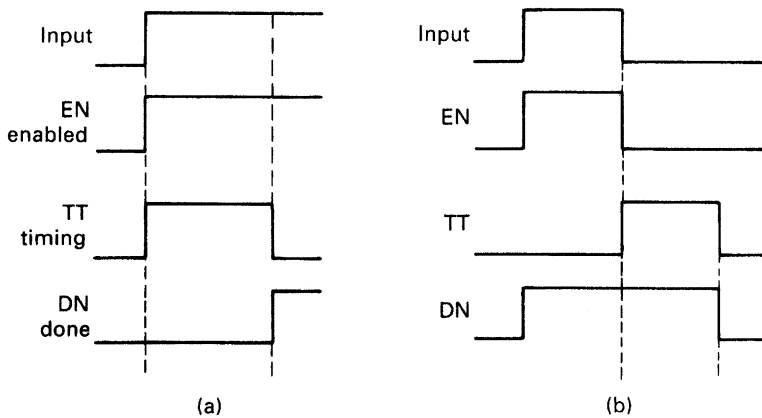 Input
EN
enabled
TT
timing
DN
done
(a)
Input
EN
TT
DN
(b)